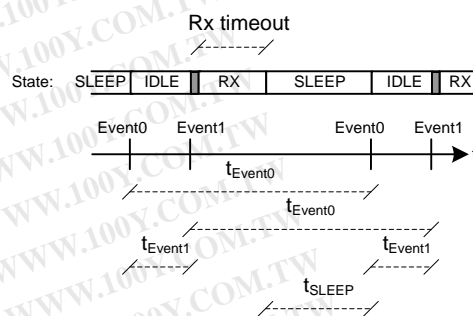 Rx timeout
State: SLEEP IDLE RX SLEEP IDLE RX
Event0 Event1 Event0 Event1
tEvent0
tEvent0
tEvent1 tEvent1
tSLEEP
WWW.100Y.COM.TW